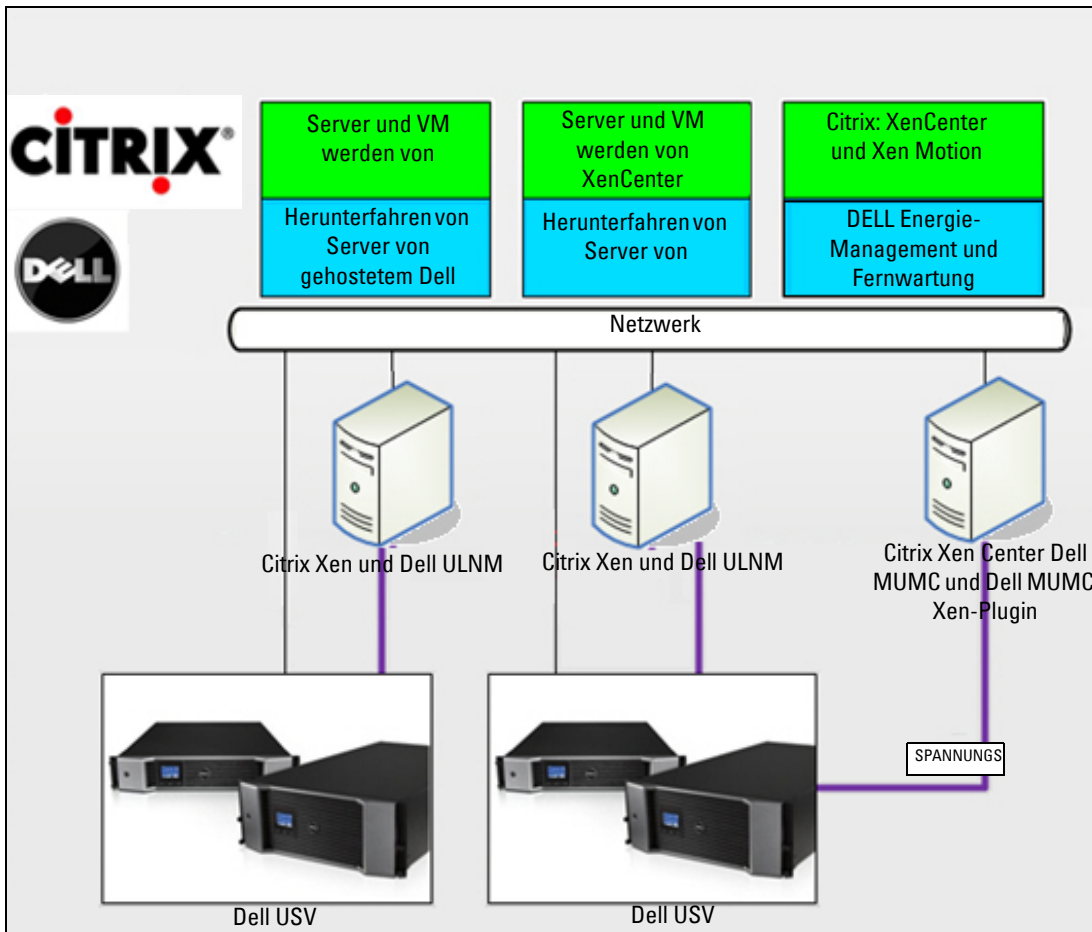 CİTRIX®
DELL
Server und VM
werden von
Server und VM
werden von
XenCenter
Citrix: XenCenter
und Xen Motion
Herunterfahren von
Server von
gehostetem Dell
Herunterfahren von
Server von
DELL Energie-
Management und
Fernwartung
Netzwerk
Citrix Xen und Dell ULNM
Citrix Xen und Dell ULNM
Citrix Xen Center Dell
MUMC und Dell MUMC
Xen-Plugin
SPANNUNGS
Dell USV
Dell USV